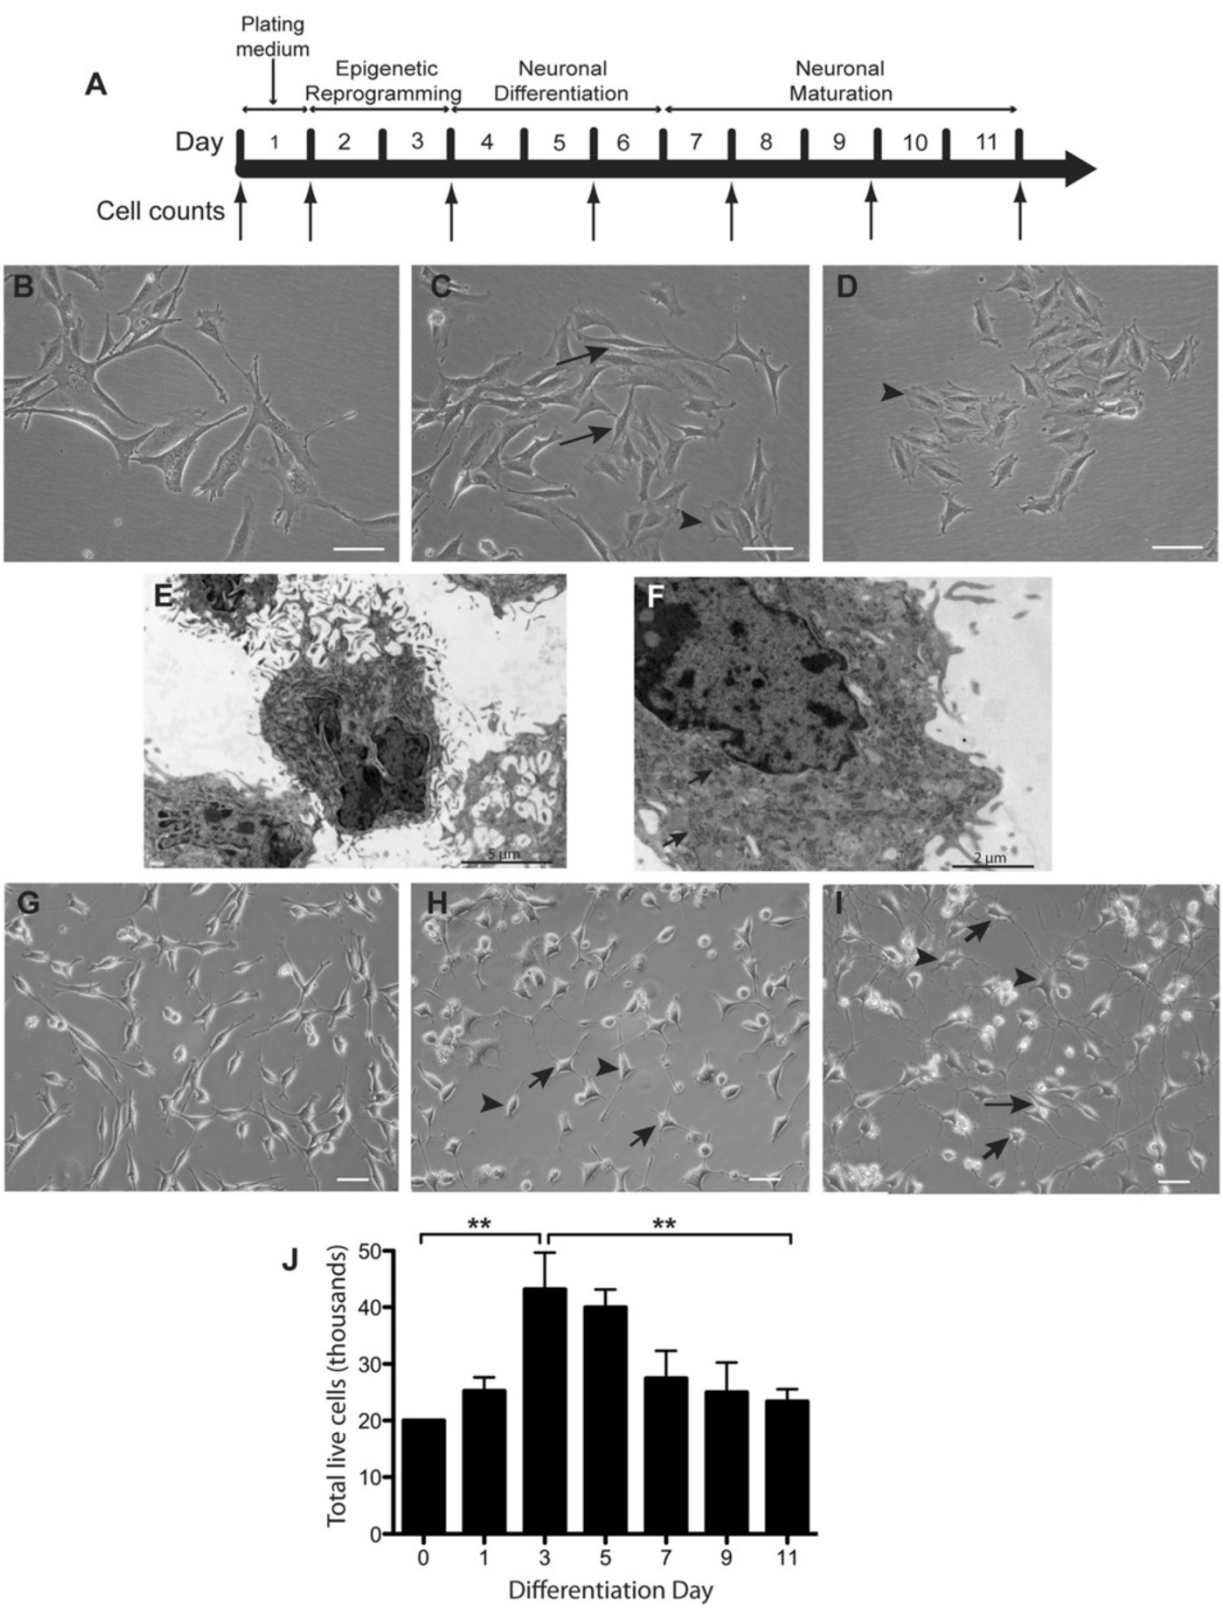 Plating
medium
A
Epigenetic
Reprogramming
Neuronal
Differentiation
Neuronal
Maturation
Day 1 2 3 4 5 6 7 8 9 10 11
Cell counts
B
C
D
E
5 µm
F
2 µm
G
H
I
J
** **
Total live cells (thousands)
50
40
30
20
10
0
0 1 3 5 7 9 11
Differentiation Day